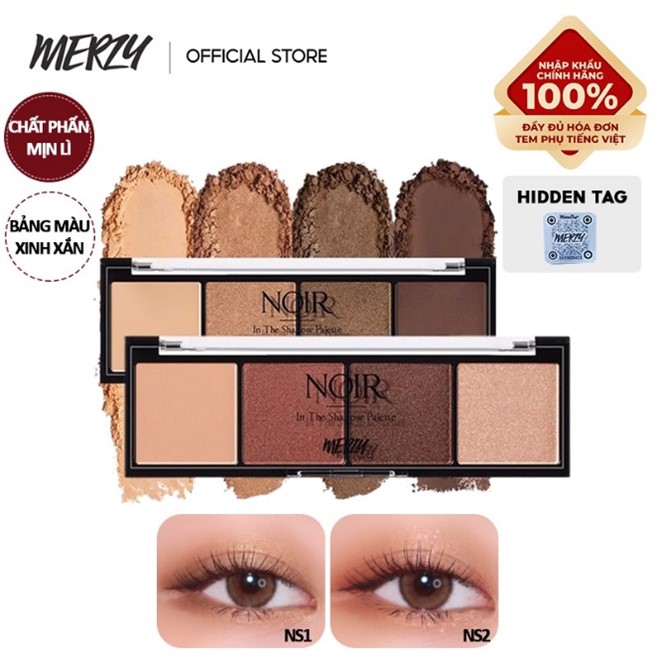 MERZY | OFFICIAL STORE
NHẬP KHẨU
CHÍNH HÃNG
100%
ĐẦY ĐỦ HÓA ĐƠN
TEM PHỤ TIẾNG VIỆT
CHẤT PHẤN
MỊN LÌ
BẢNG MÀU
XINH XẮN
HIDDEN TAG
MERZY
NOIR
In The Shadow Palette
NOIR
In The Shadow Palette
MERZY
NS1
NS2